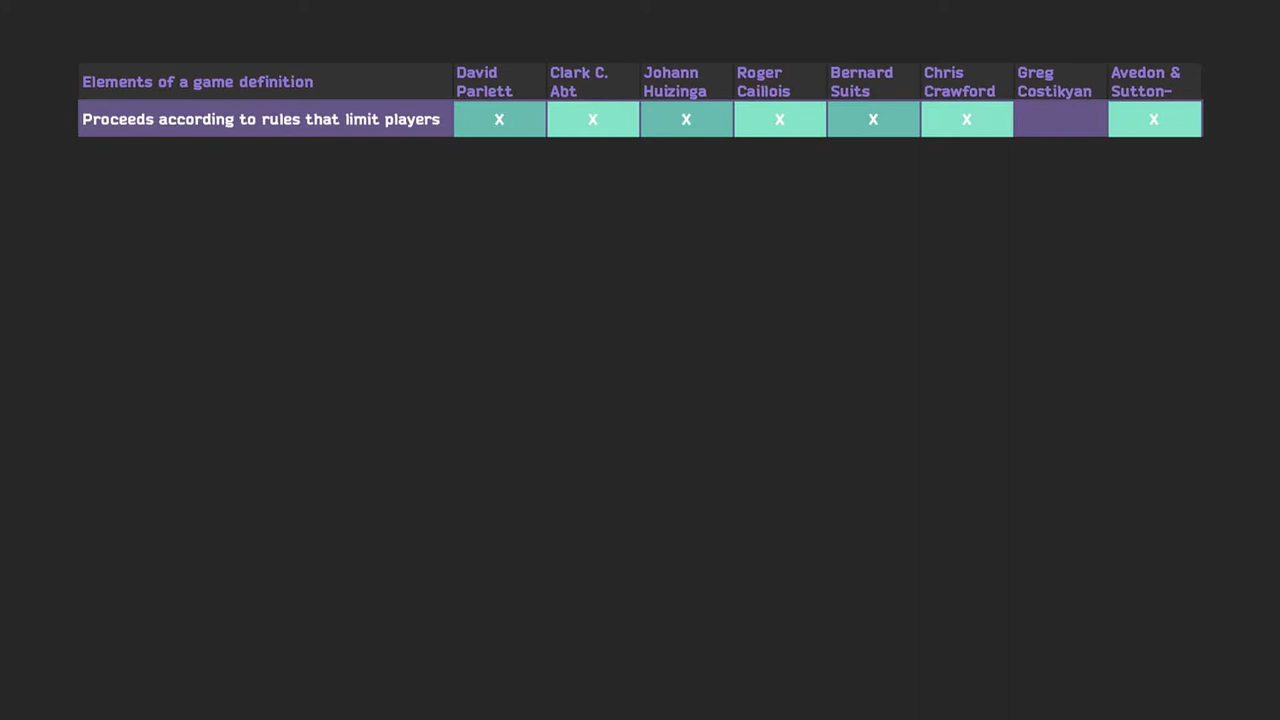 Elements of a game definition
David
Parlett
Clark C.
Abt
Johann
Huizinga
Roger
Caillois
Bernard
Suits
Chris
Crawford
Greg
Costikyan
Avedon &
Sutton-
Proceeds according to rules that limit players X X X X X X X